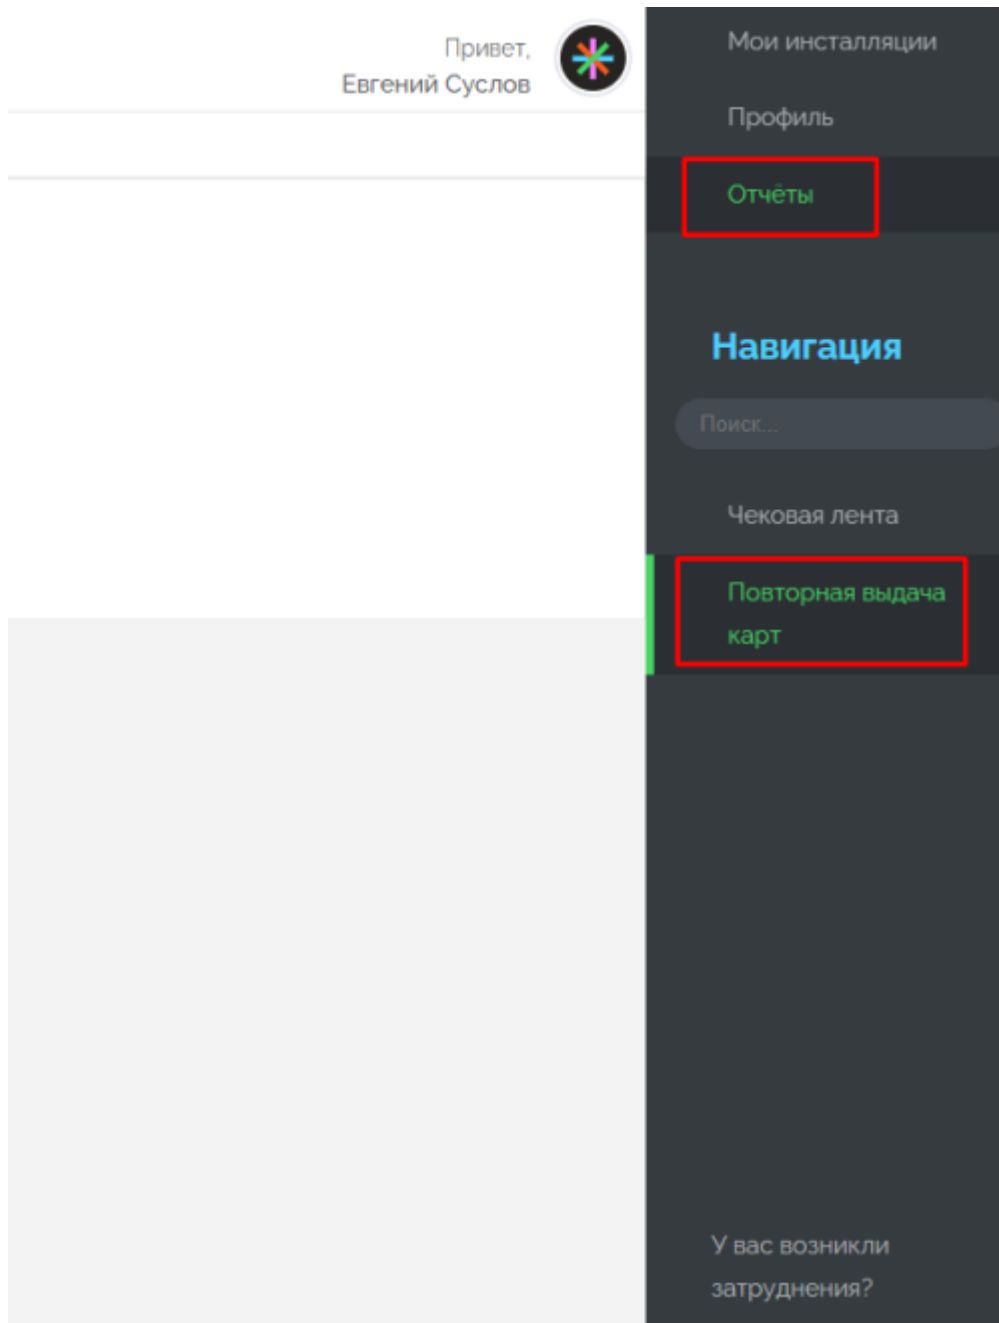 Привет,
Евгений Суслов
Мои инсталляции
Профиль
Отчёты
Навигация
Поиск...
Чековая лента
Повторная выдача
карт
У вас возникли
затруднения?